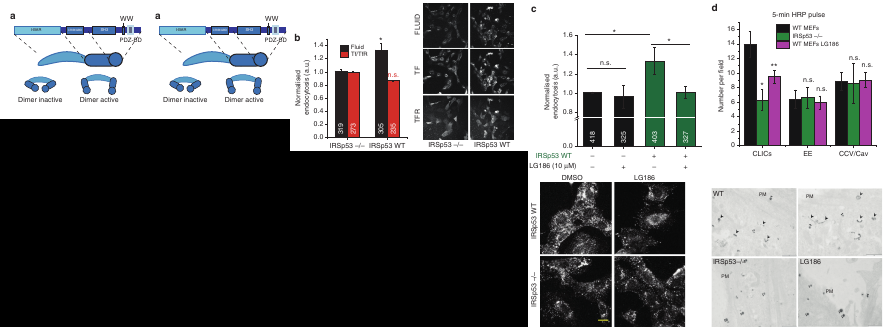 a
WW
PDZ-BD
Dimer inactive
Dimer active
a
WW
PDZ-BD
Dimer inactive
Dimer active
b
Normalised
endocytosis (a.u.)
1.4
1.2
1.0
0.8
0.6
0.4
0.2
0.0
Fluid
Tf/TfR
*
n.s.
319
273
305
235
IRSp53 −/−
IRSp53 WT
FLUID
TF
TFR
IRSp53 −/−
IRSp53 WT
c
Normalised
endocytosis (a.u.)
1.6
1.4
1.2
1.0
0.8
0.6
0.0
*
*
n.s.
418
325
403
327
IRSp53 WT
− − + +
LG186 (10 µM)
− + − +
DMSO
LG186
IRSp53 WT
IRSp53 −/−
d
5-min HRP pulse
WT MEFs
IRSp53 −/−
WT MEFs LG186
Number per field
16
14
12
10
8
6
4
2
0
*
**
n.s.
n.s.
n.s.
n.s.
CLICs
EE
CCV/Cav
WT
PM
PM
IRSp53−/−
PM
LG186
PM